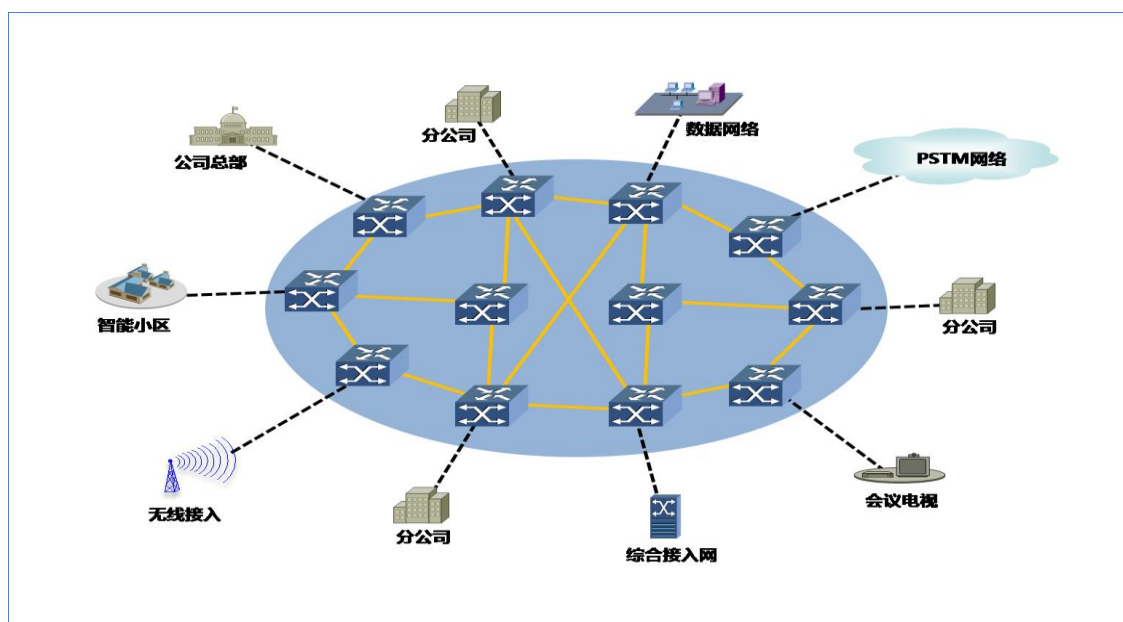 数据网络
分公司
公司总部
PSTM网络
智能小区
分公司
无线接入
分公司
会议电视
综合接入网